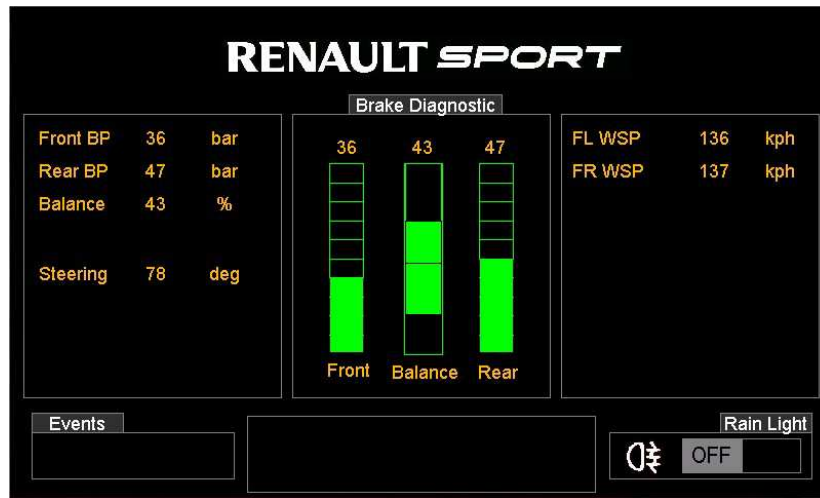 RENAULT SPORT
Brake Diagnostic
Front BP 36 bar
Rear BP 47 bar
Balance 43 %
Steering 78 deg
36 43 47
Front Balance Rear
FL WSP 136 kph
FR WSP 137 kph
Events
Rain Light
OFF